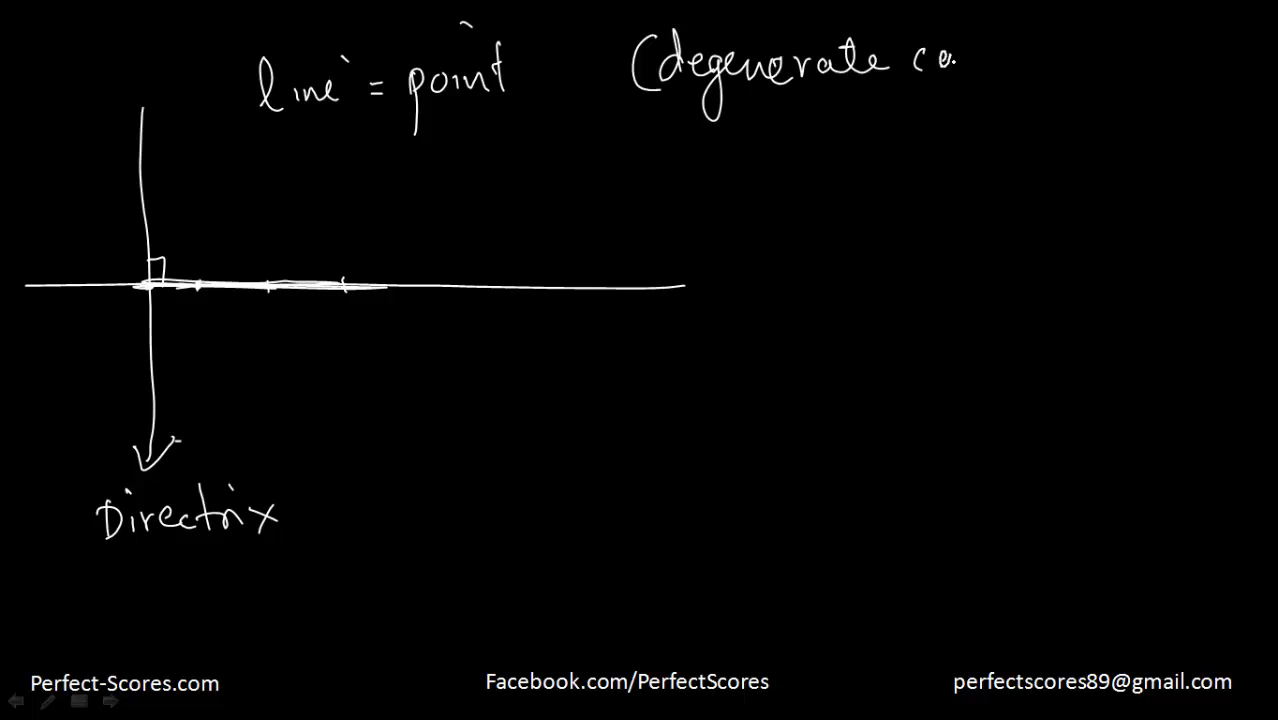 line = point (degenerate
Directrix
Perfect-Scores.com Facebook.com/PerfectScores perfectscores89@gmail.com